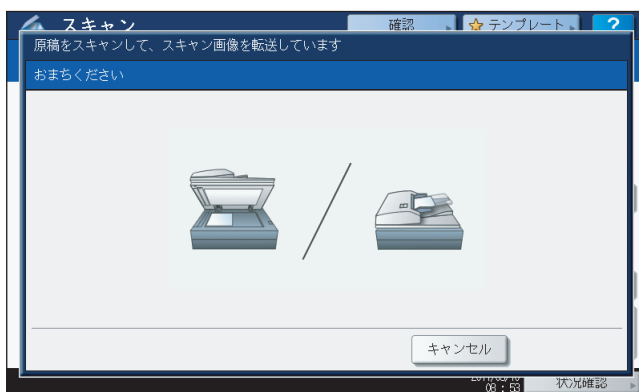 スキャン
確認
テンプレート
?
原稿をスキャンして、スキャン画像を転送しています
おまちください
キャンセル
08：53
状況確認